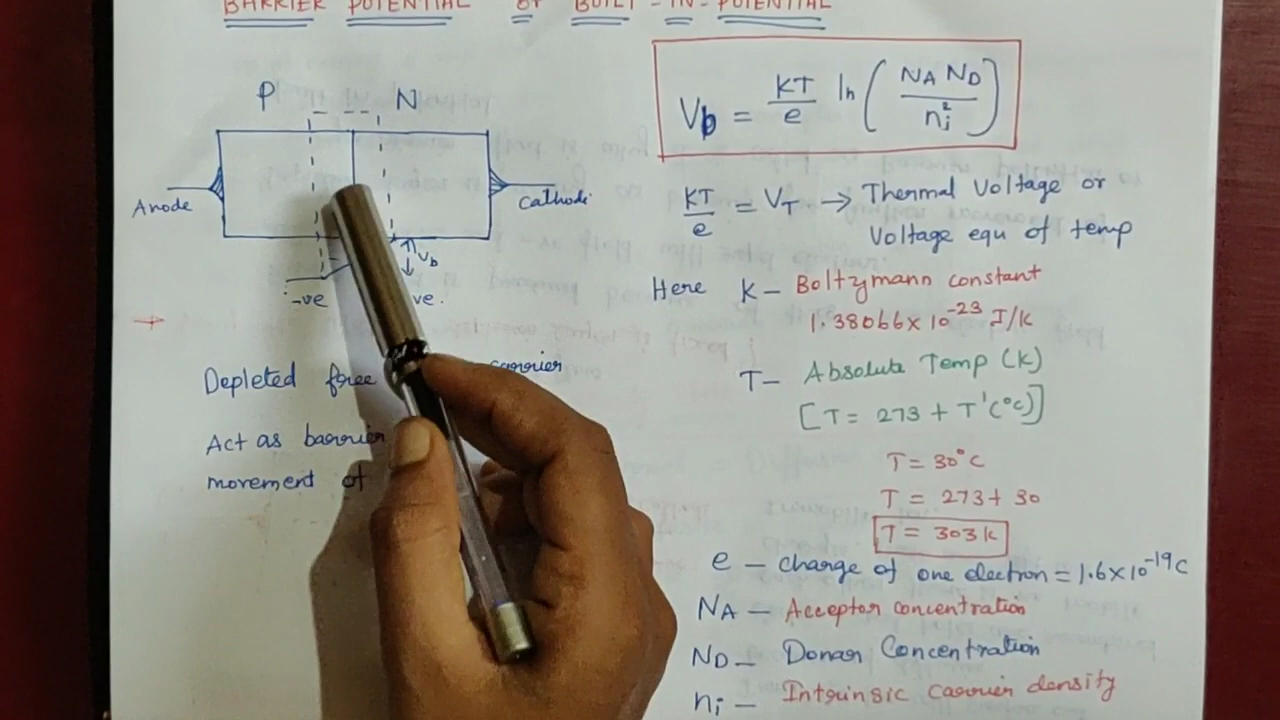 BARRIER POTENTIAL or BUILT-IN-POTENTIAL
P N
Anode
Cathode
Vb
-ve
ve.
Depleted free carrier
Act as barrier
movement of
Vb = KT/e ln (NA ND / ni²)
KT/e = VT → Thermal Voltage or
Voltage equ of temp
Here K - Boltzmann constant
1.38066 x 10⁻²³ J/K
T - Absolute Temp (K)
[T = 273 + T'(°C)]
T = 30°C
T = 273 + 30
T = 303 k
e - charge of one electron = 1.6 x 10⁻¹⁹ C
NA - Acceptor concentration
ND - Donar Concentration
ni - Intrinsic Carrier density